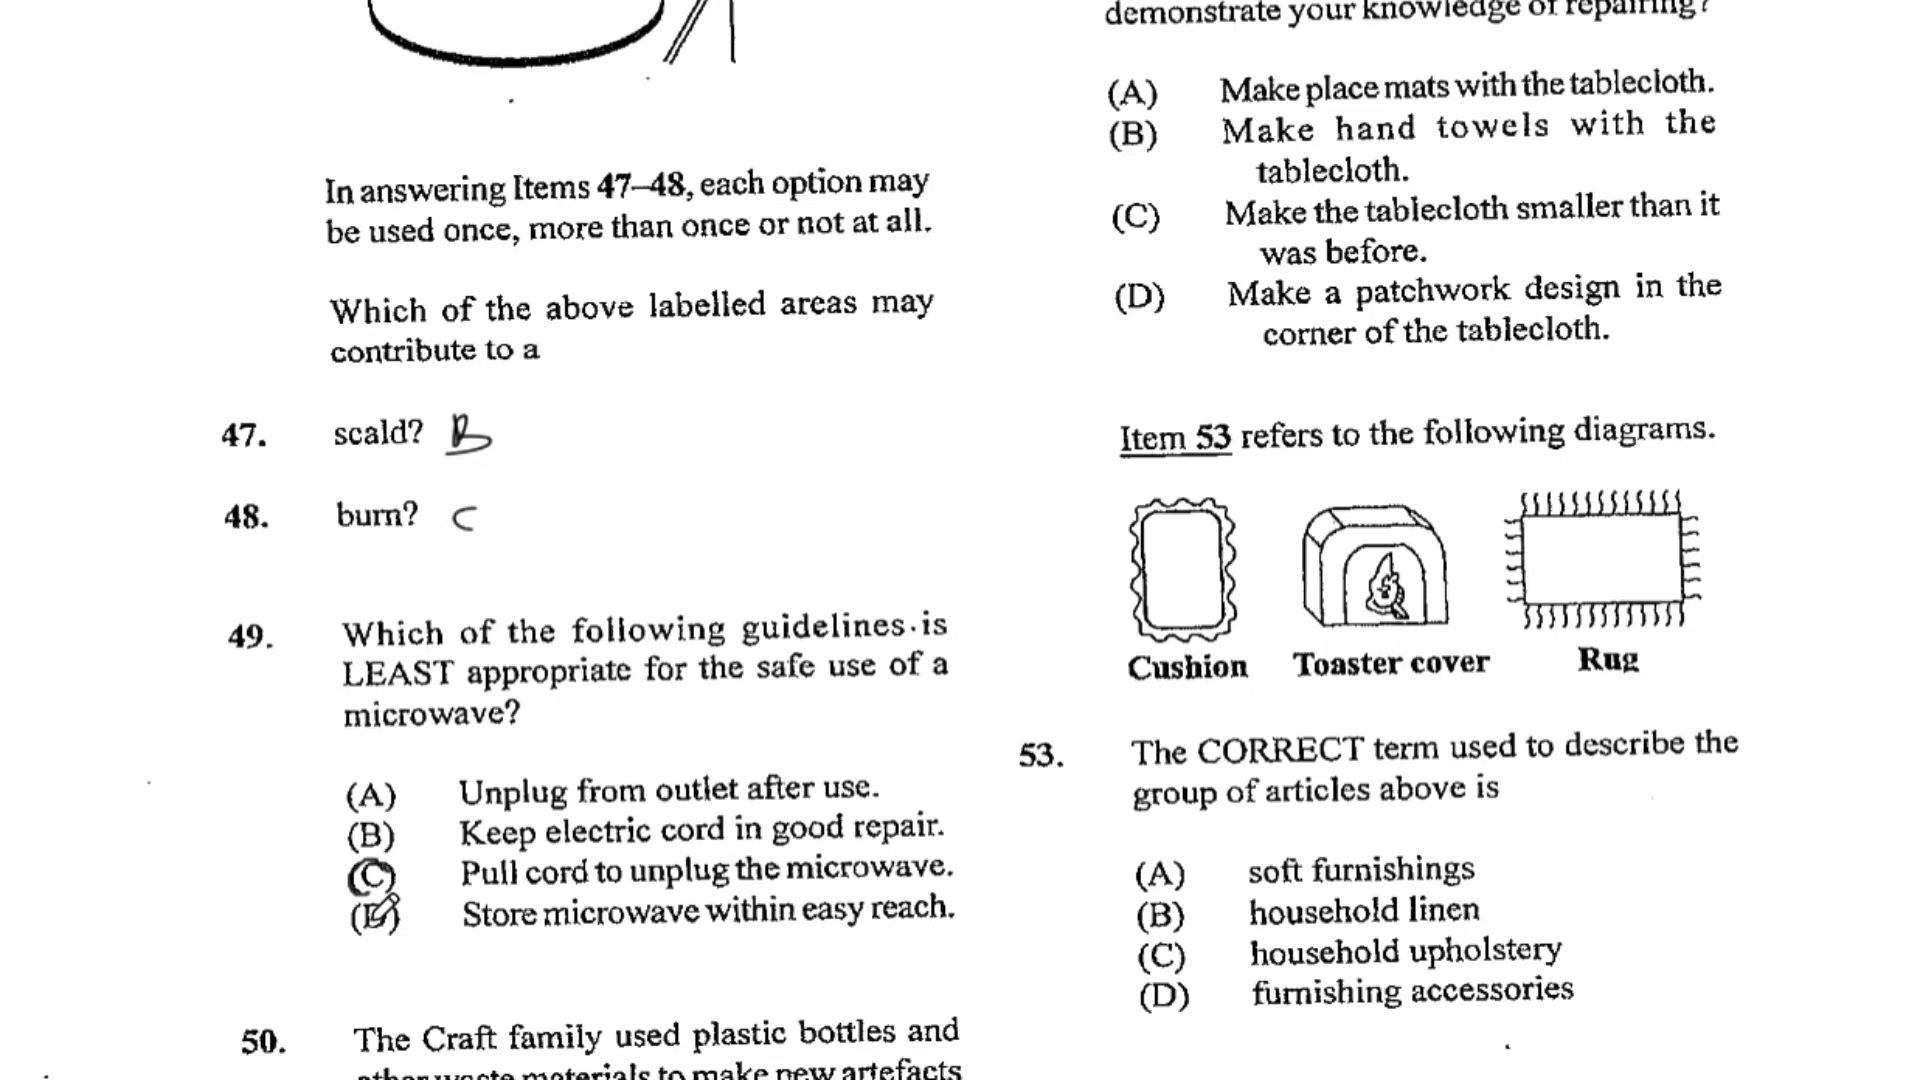 In answering Items 47–48, each option may
be used once, more than once or not at all.
Which of the above labelled areas may
contribute to a
47. scald? B
48. burn? C
49. Which of the following guidelines is
LEAST appropriate for the safe use of a
microwave?
(A) Unplug from outlet after use.
(B) Keep electric cord in good repair.
(C) Pull cord to unplug the microwave.
(D) Store microwave within easy reach.
50. The Craft family used plastic bottles and
other waste materials to make new artefacts
demonstrate your knowledge of repairing?
(A) Make place mats with the tablecloth.
(B) Make hand towels with the
tablecloth.
(C) Make the tablecloth smaller than it
was before.
(D) Make a patchwork design in the
corner of the tablecloth.
Item 53 refers to the following diagrams.
Cushion Toaster cover Rug
53. The CORRECT term used to describe the
group of articles above is
(A) soft furnishings
(B) household linen
(C) household upholstery
(D) furnishing accessories